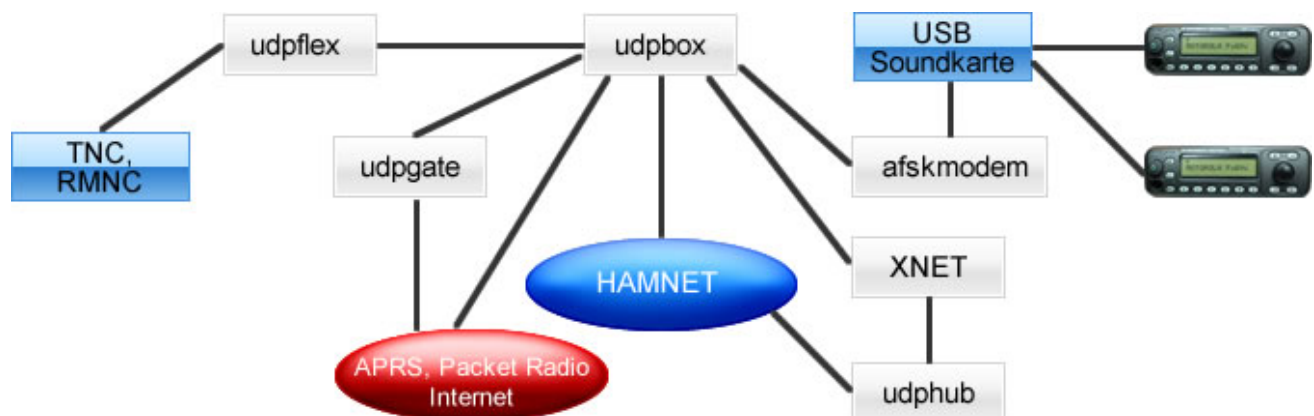 udpflex
udpbox
USB
Soundkarte
TNC,
RMNC
udpgate
afskmodem
HAMNET
XNET
APRS, Packet Radio
Internet
udphub